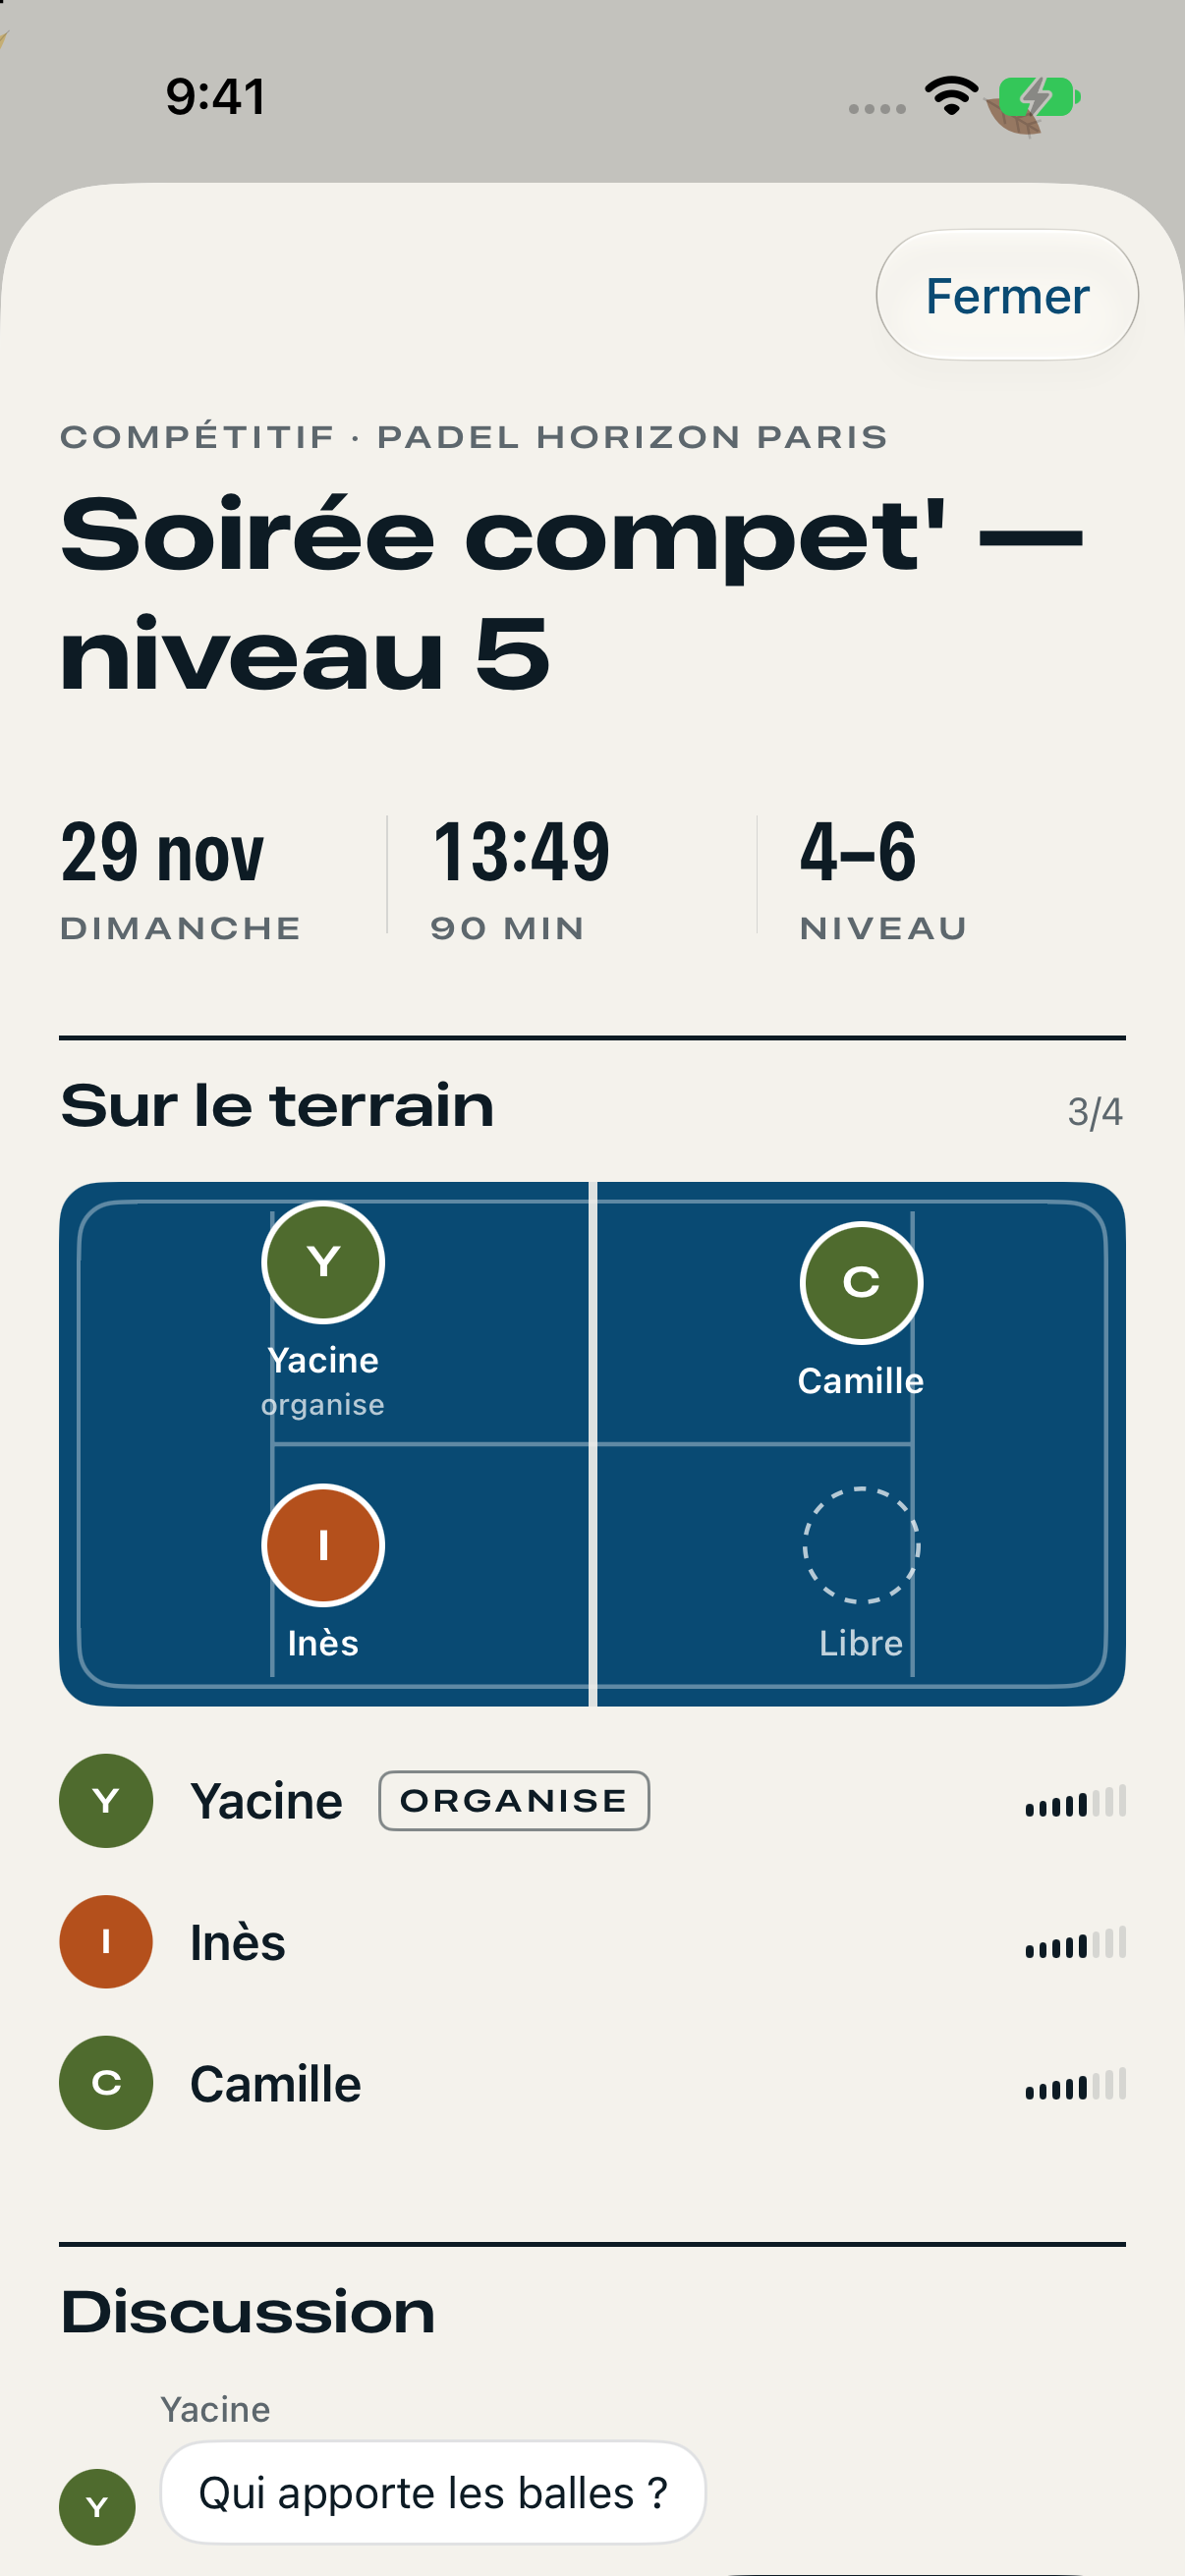 9:41
Fermer
COMPÉTITIF · PADEL HORIZON PARIS
Soirée compet' —
niveau 5
29 nov
DIMANCHE
13:49
90 MIN
4–6
NIVEAU
Sur le terrain
3/4
Y
Yacine
organise
C
Camille
I
Inès
Libre
Y
Yacine
ORGANISE
I
Inès
C
Camille
Discussion
Yacine
Y
Qui apporte les balles ?